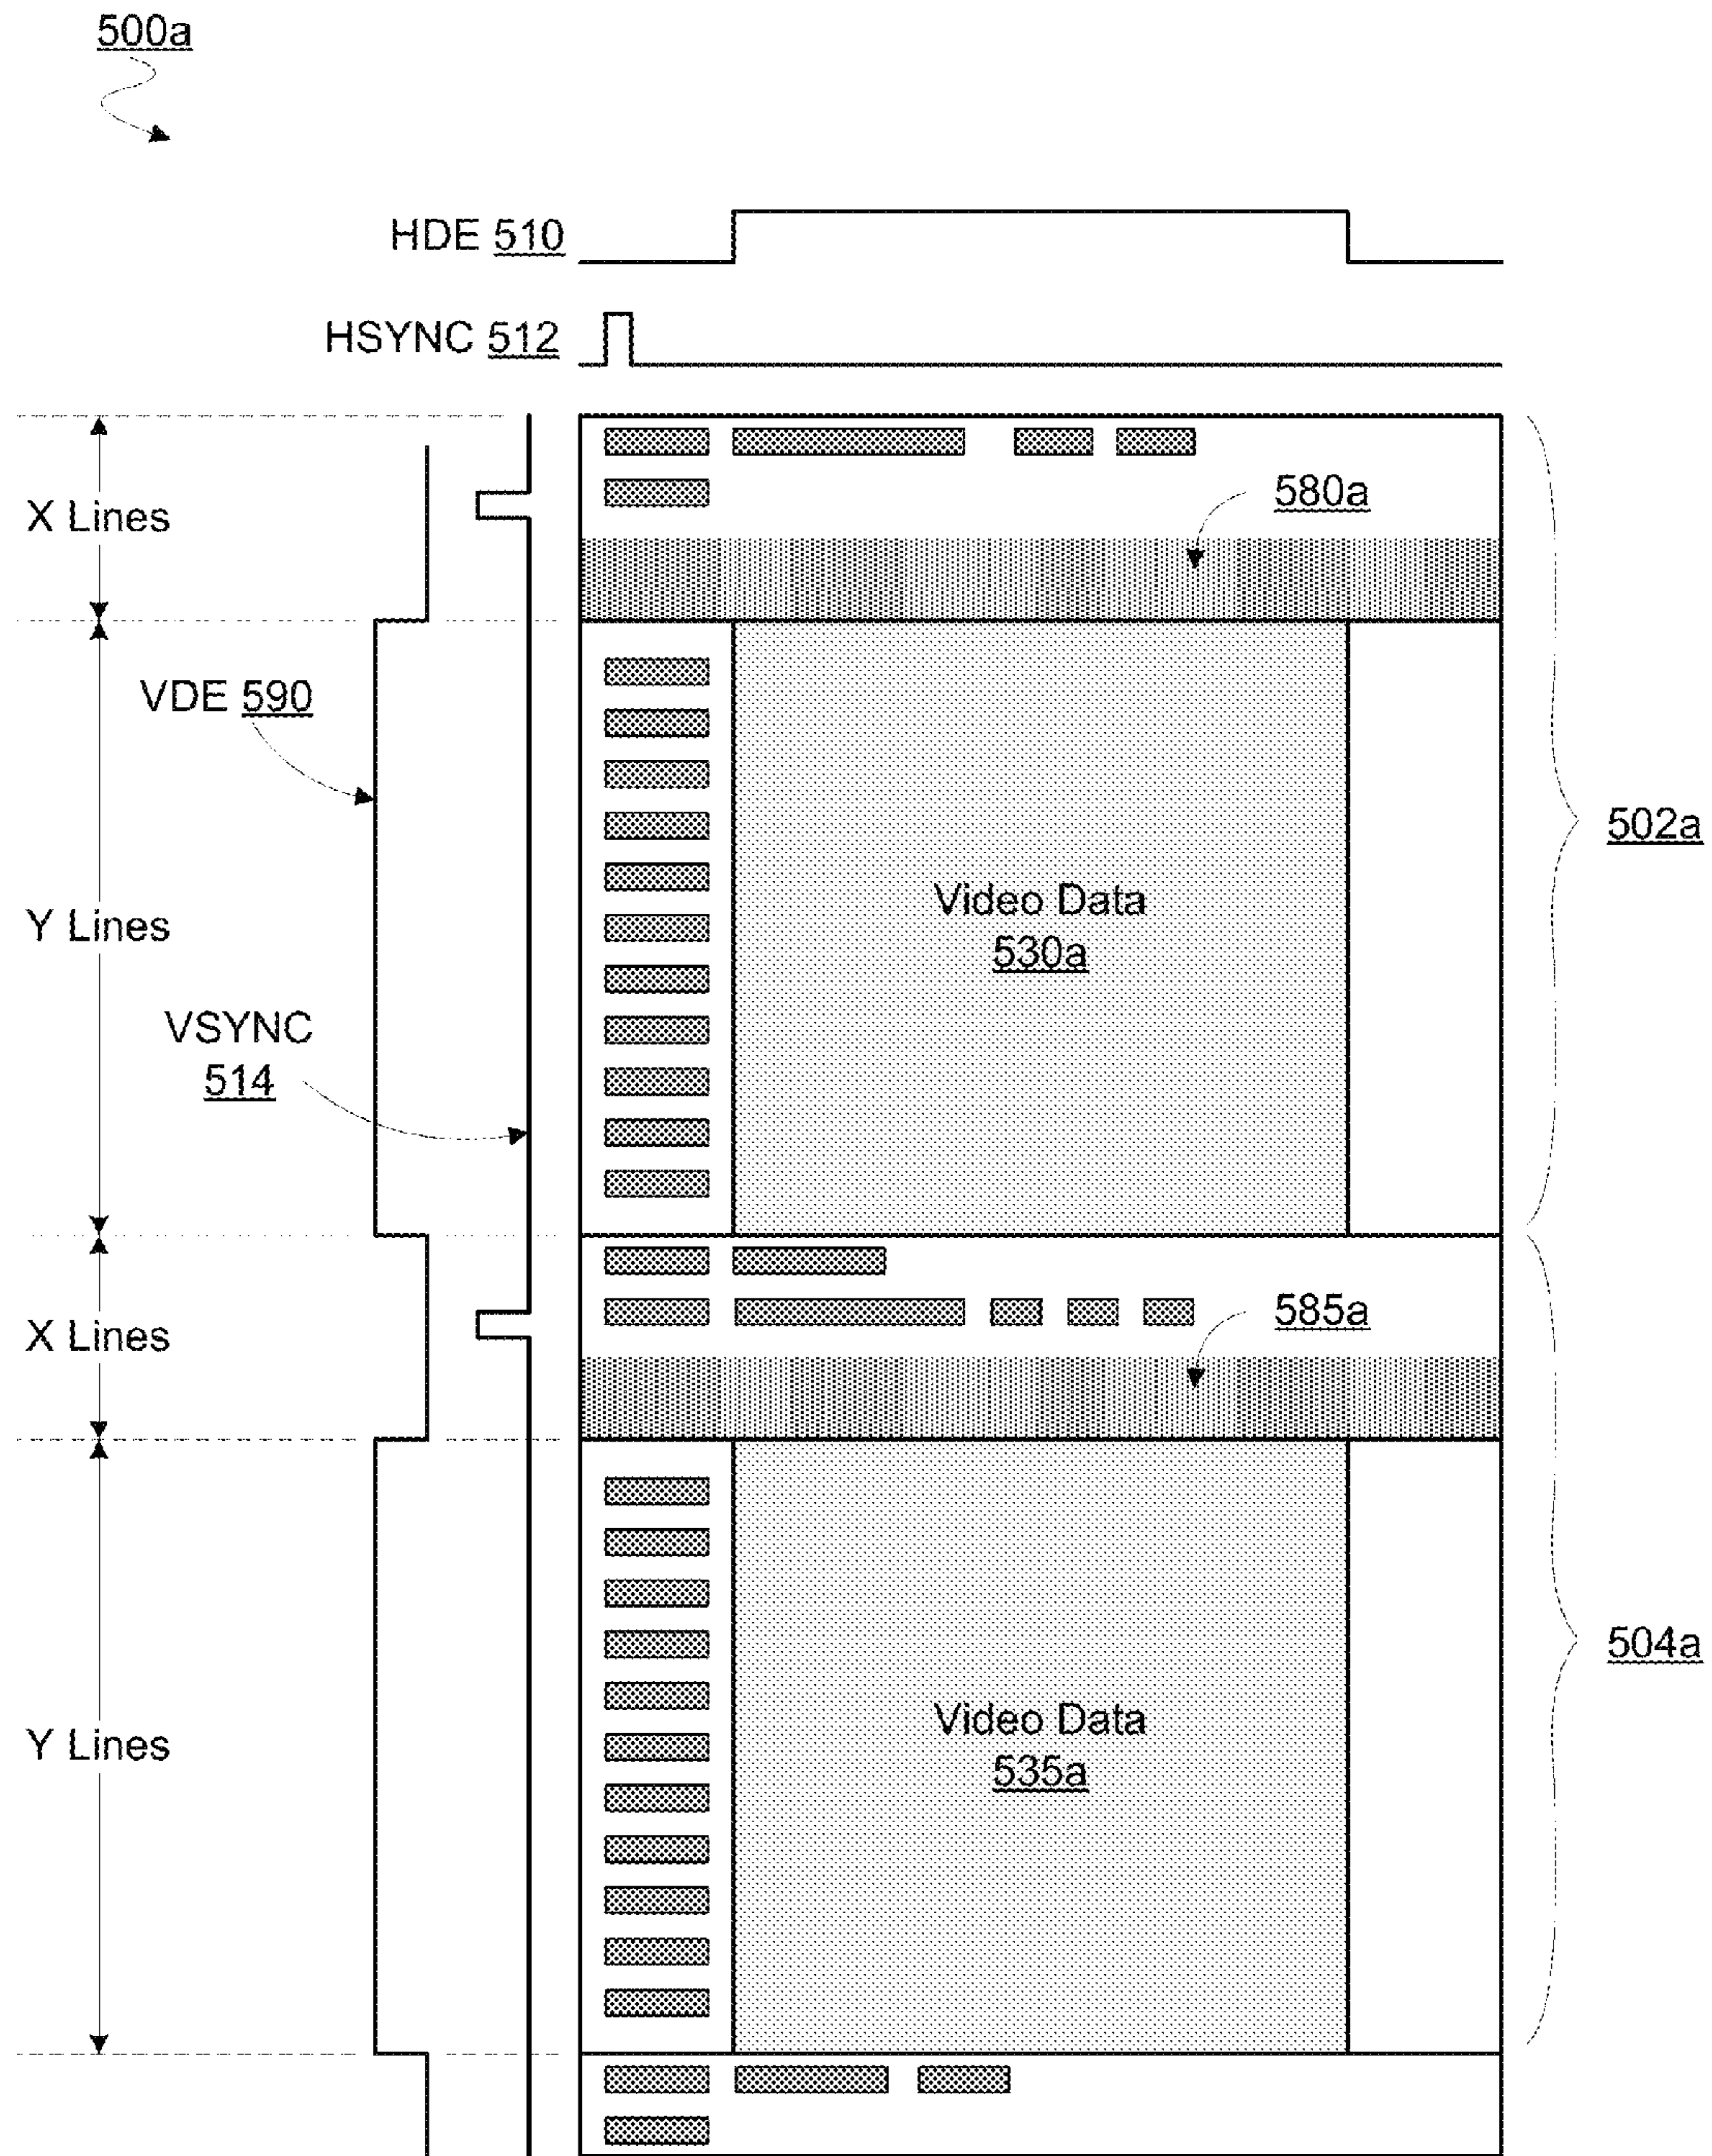 500a
HDE 510
HSYNC 512
X Lines
580a
VDE 590
502a
Y Lines
Video Data
530a
VSYNC
514
X Lines
585a
504a
Y Lines
Video Data
535a